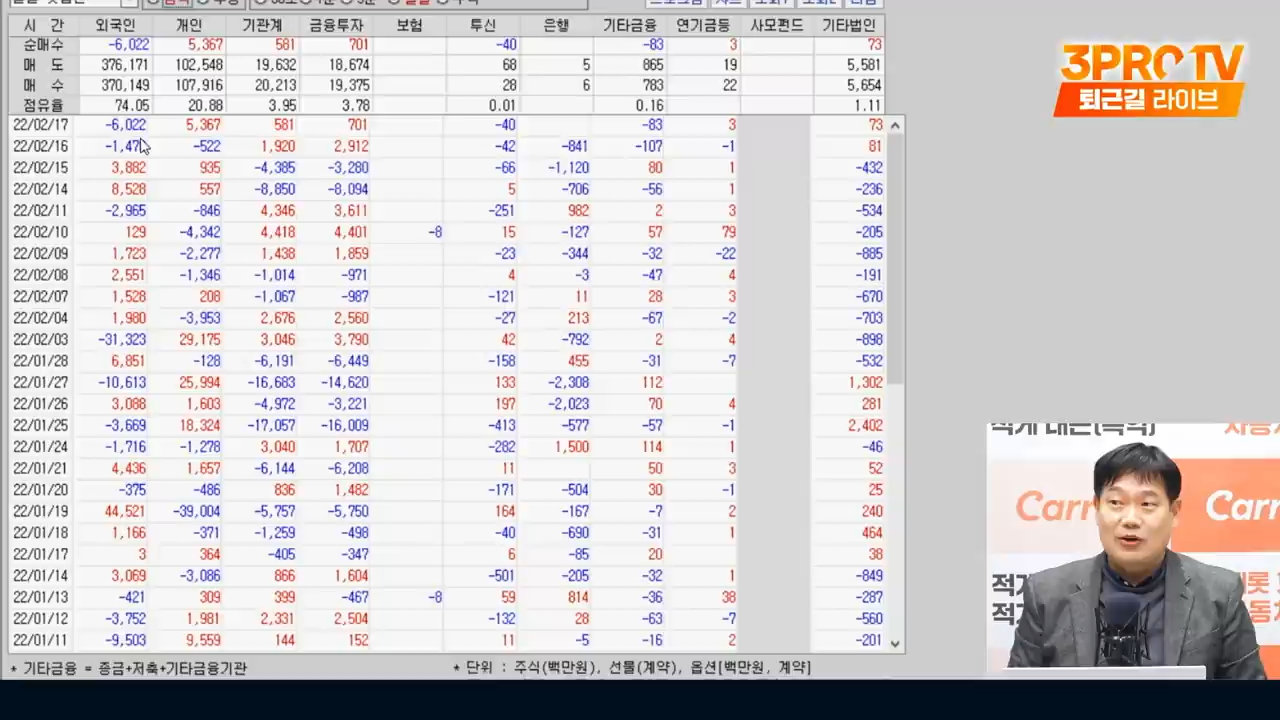 시 간 외국인 개인 기관계 금융투자 보험 투신 은행 기타금융 연기금등 사모펀드 기타법인
순매수 -6,022 5,367 581 701 -40 -83 3 73
매 도 376,171 102,548 19,632 18,674 68 5 865 19 5,581
매 수 370,149 107,916 20,213 19,375 28 6 783 22 5,654
점유율 74.05 20.88 3.95 3.78 0.01 0.16 1.11
22/02/17 -6,022 5,367 581 701 -40 -83 3 73
22/02/16 -522 1,920 2,912 -42 -841 -107 -1 81
22/02/15 3,882 935 -4,385 -3,280 -66 -1,120 80 1 -432
22/02/14 8,528 557 -8,850 -8,094 5 -706 -56 1 -236
22/02/11 -2,965 -846 4,346 3,611 -251 982 2 3 -534
22/02/10 129 -4,342 4,418 4,401 -8 15 -127 57 79 -205
22/02/09 1,723 -2,277 1,438 1,859 -23 -344 -32 -22 -885
22/02/08 2,551 -1,346 -1,014 -971 4 -3 -47 4 -191
22/02/07 1,528 208 -1,067 -987 -121 11 28 3 -670
22/02/04 1,980 -3,953 2,676 2,560 -27 213 -67 -2 -703
22/02/03 -31,323 29,175 3,046 3,790 42 -792 2 4 -898
22/01/28 6,851 -128 -6,191 -6,449 -158 455 -31 -7 -532
22/01/27 -10,613 25,994 -16,683 -14,620 133 -2,308 112 1,302
22/01/26 3,088 1,603 -4,972 -3,221 197 -2,023 70 4 281
22/01/25 -3,669 18,324 -17,057 -16,009 -413 -577 -57 -1 2,402
22/01/24 -1,716 -1,278 3,040 1,707 -282 1,500 114 1 -46
22/01/21 4,436 1,657 -6,144 -6,208 11 50 3 52
22/01/20 -375 -486 836 1,482 -171 -504 30 -1 25
22/01/19 44,521 -39,004 -5,757 -5,750 164 -167 -7 2 240
22/01/18 1,166 -371 -1,259 -498 -40 -690 -31 1 464
22/01/17 3 364 -405 -347 6 -85 20 38
22/01/14 3,069 -3,086 866 1,604 -501 -205 -32 1 -849
22/01/13 -421 309 399 -467 -8 59 814 -36 38 -287
22/01/12 -3,752 1,981 2,331 2,504 -132 28 -63 -7 -560
22/01/11 -9,503 9,559 144 152 11 -5 -16 2 -201
* 기타금융 = 종금+저축+기타금융기관
* 단위 : 주식(백만원), 선물(계약), 옵션[백만원, 계약]
3PRO TV
퇴근길 라이브